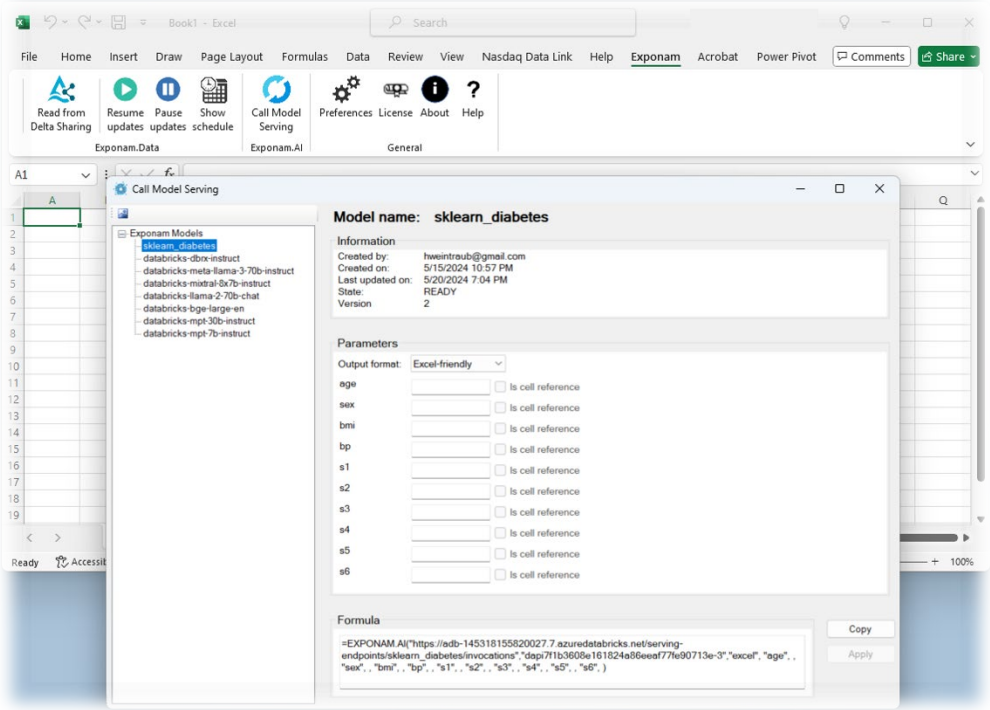 Book1 - Excel
Search
File Home Insert Draw Page Layout Formulas Data Review View Nasdaq Data Link Help Exponam Acrobat Power Pivot Comments Share
Read from Delta Sharing
Resume updates
Pause updates
Show schedule
Call Model Serving
Preferences License About Help
Exponam.Data Exponam.AI General
A1
fx
A Q
1
2
3
4
5
6
7
8
9
10
11
12
13
14
15
16
17
18
19
Ready Accessib
100%
Call Model Serving
Exponam Models
sklearn_diabetes
databricks-dbrx-instruct
databricks-meta-llama-3-70b-instruct
databricks-mixtral-8x7b-instruct
databricks-llama-2-70b-chat
databricks-bge-large-en
databricks-mpt-30b-instruct
databricks-mpt-7b-instruct
Model name: sklearn_diabetes
Information
Created by: hweintraub@gmail.com
Created on: 5/15/2024 10:57 PM
Last updated on: 5/20/2024 7:04 PM
State: READY
Version 2
Parameters
Output format: Excel-friendly
age Is cell reference
sex Is cell reference
bmi Is cell reference
bp Is cell reference
s1 Is cell reference
s2 Is cell reference
s3 Is cell reference
s4 Is cell reference
s5 Is cell reference
s6 Is cell reference
Formula
=EXPONAM.AI("https://adb-145318155820027.7.azuredatabricks.net/serving-
endpoints/sklearn_diabetes/invocations","dapi7f1b3608e161824a86eeaf77fe90713e-3","excel", "age", ,
"sex", , "bmi", , "bp", , "s1", , "s2", , "s3", , "s4", , "s5", , "s6", )
Copy
Apply